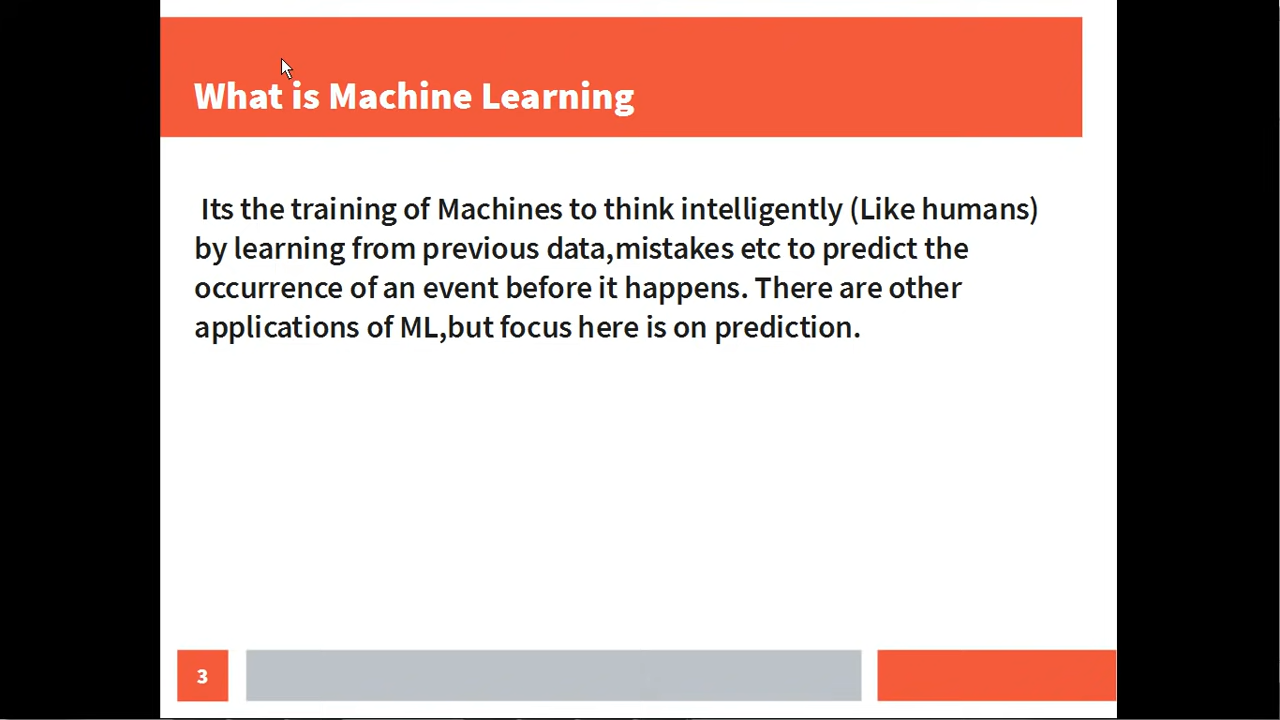 What is Machine Learning
Its the training of Machines to think intelligently (Like humans)
by learning from previous data,mistakes etc to predict the
occurrence of an event before it happens. There are other
applications of ML,but focus here is on prediction.
3